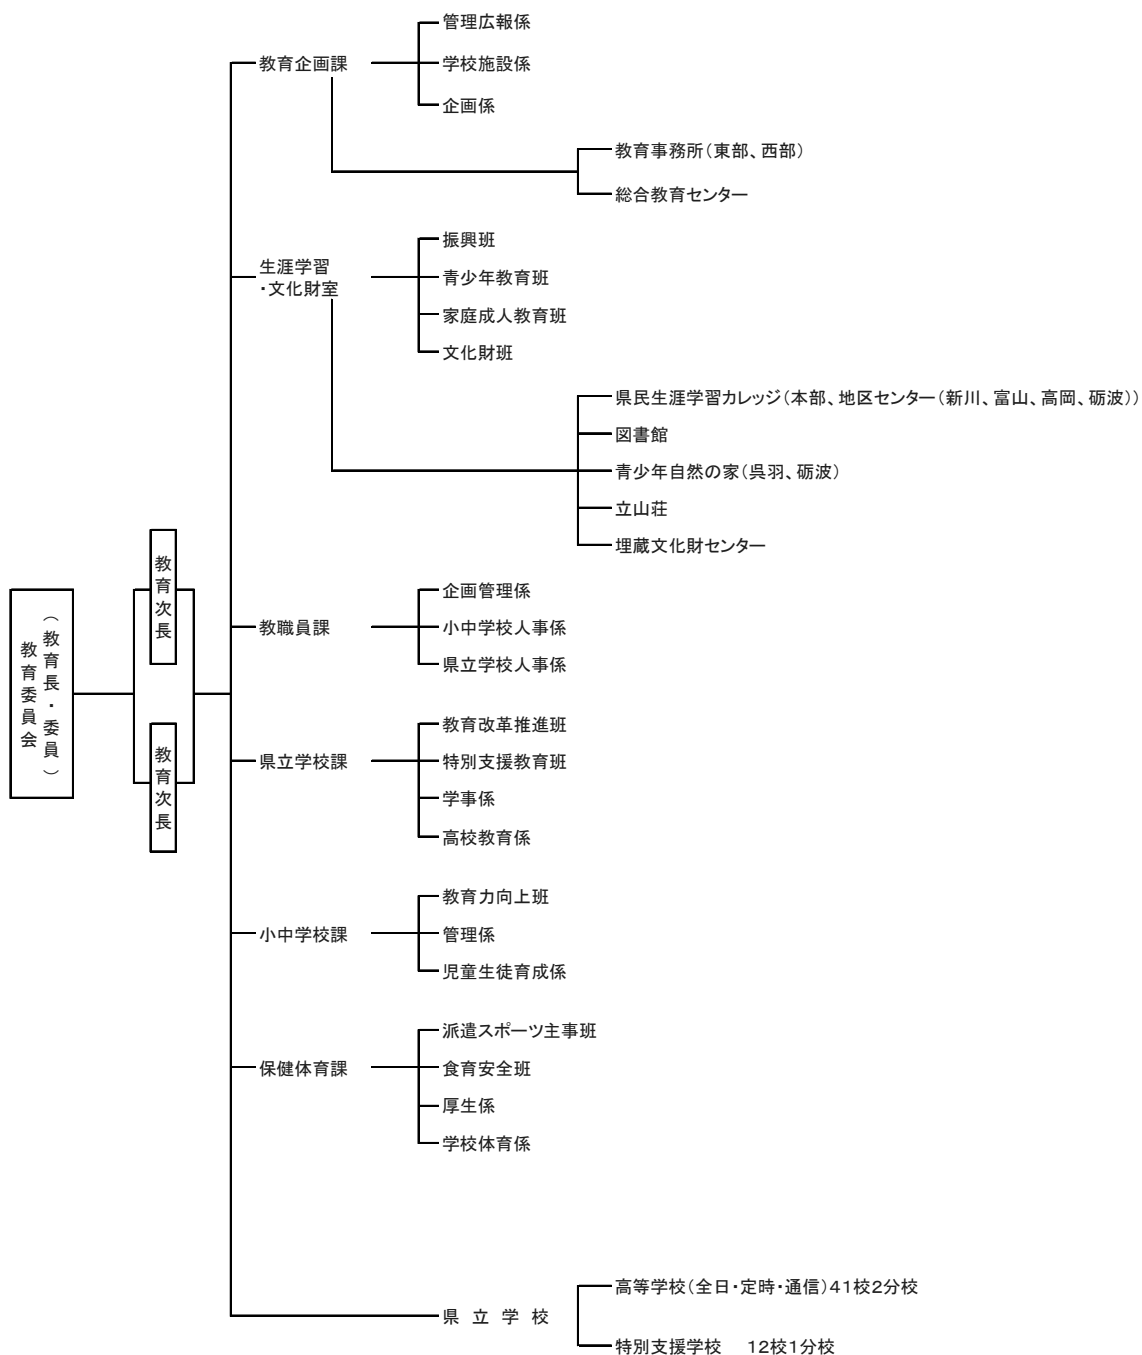 教育委員会
（教育長・委員）
教育次長
教育次長
教育企画課
管理広報係
学校施設係
企画係
教育事務所（東部、西部）
総合教育センター
生涯学習
・文化財室
振興班
青少年教育班
家庭成人教育班
文化財班
県民生涯学習カレッジ（本部、地区センター（新川、富山、高岡、砺波））
図書館
青少年自然の家（呉羽、砺波）
立山荘
埋蔵文化財センター
教職員課
企画管理係
小中学校人事係
県立学校人事係
県立学校課
教育改革推進班
特別支援教育班
学事係
高校教育係
小中学校課
教育力向上班
管理係
児童生徒育成係
保健体育課
派遣スポーツ主事班
食育安全班
厚生係
学校体育係
県 立 学 校
高等学校（全日・定時・通信）４１校２分校
特別支援学校　１２校１分校